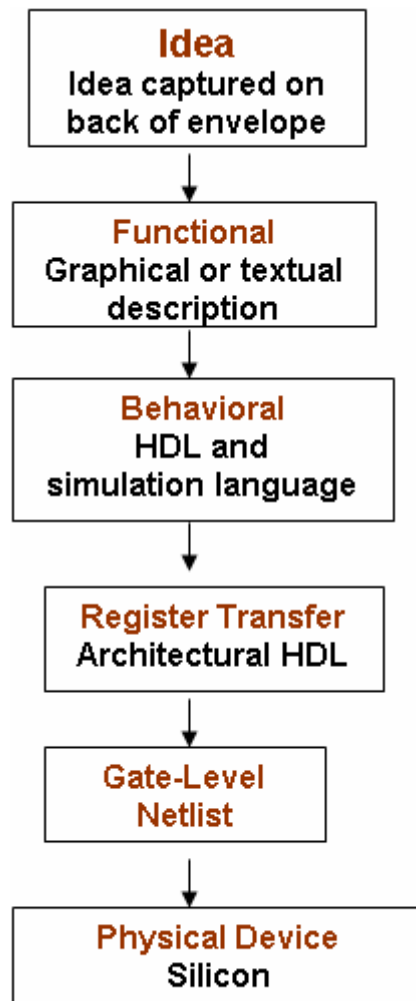 Idea
Idea captured on
back of envelope
Functional
Graphical or textual
description
Behavioral
HDL and
simulation language
Register Transfer
Architectural HDL
Gate-Level
Netlist
Physical Device
Silicon